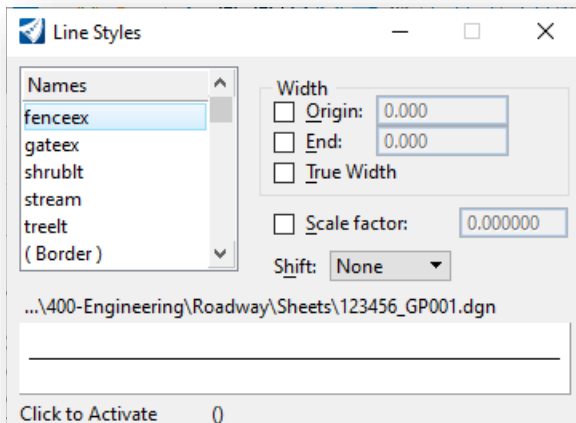 Line Styles
Names
fenceex
gateex
shrublt
stream
treelt
( Border )
Width
Origin: 0.000
End: 0.000
True Width
Scale factor: 0.000000
Shift: None
...\400-Engineering\Roadway\Sheets\123456_GP001.dgn
Click to Activate ()